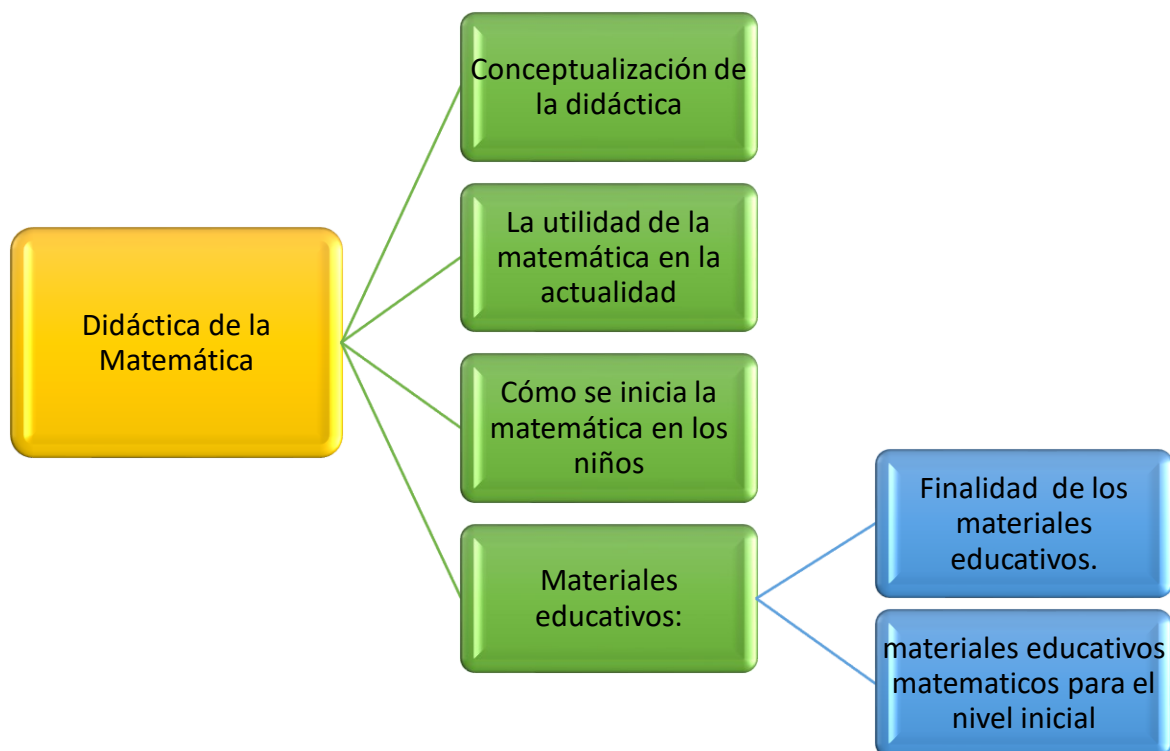 Didáctica de la
Matemática
Conceptualización de
la didáctica
La utilidad de la
matemática en la
actualidad
Cómo se inicia la
matemática en los
niños
Materiales
educativos:
Finalidad de los
materiales
educativos.
materiales educativos
matematicos para el
nivel inicial